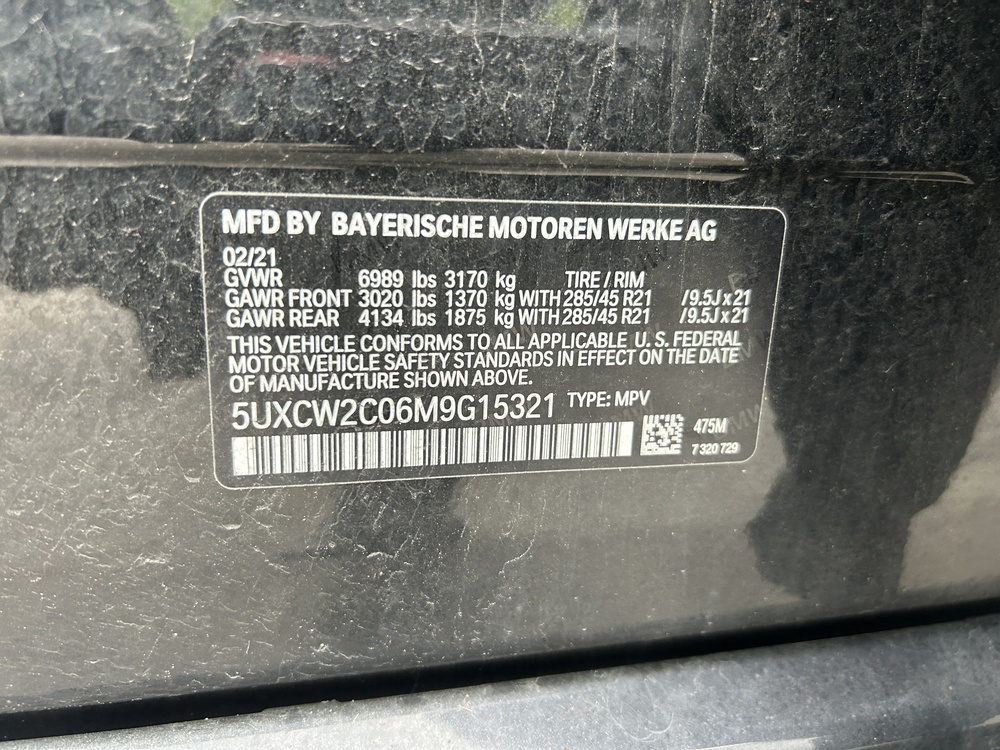 MFD BY BAYERISCHE MOTOREN WERKE AG
02/21
GVWR 6989 lbs 3170 kg TIRE / RIM
GAWR FRONT 3020 lbs 1370 kg WITH 285/45 R21 /9.5J x 21
GAWR REAR 4134 lbs 1875 kg WITH 285/45 R21 /9.5J x 21
THIS VEHICLE CONFORMS TO ALL APPLICABLE U. S. FEDERAL
MOTOR VEHICLE SAFETY STANDARDS IN EFFECT ON THE DATE
OF MANUFACTURE SHOWN ABOVE.
5UXCW2C06M9G15321 TYPE: MPV
475M
7 320 729